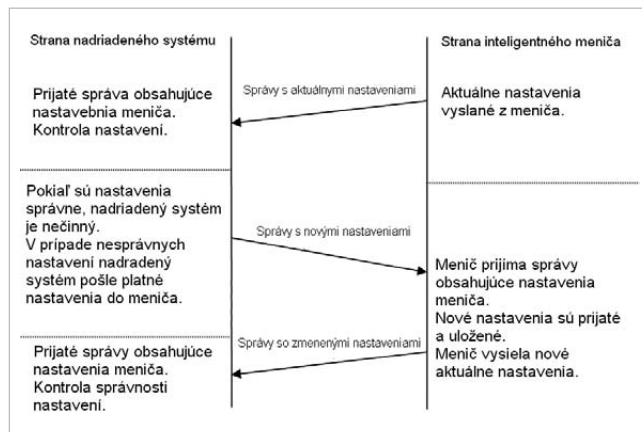 Strana nadriadeného systému
Strana inteligentného meniča
Prijaté správa obsahujúce
nastavebnia meniča.
Kontrola nastavení.
Správy s aktuálnymi nastaveniami
Aktuálne nastavenia
vyslané z meniča.
Pokiaľ sú nastavenia
správne, nadriadený systém
je nečinný.
V prípade nesprávnych
nastavení nadradený
systém pošle platné
nastavenia do meniča.
Správy s novými nastaveniami
Menič prijíma správy
obsahujúce nastavenia
meniča.
Nové nastavenia sú prijaté
a uložené.
Menič vysiela nové
aktuálne nastavenia.
Správy so zmenenými nastaveniami
Prijaté správy obsahujúce
nastavenia meniča.
Kontrola správnosti
nastavení.